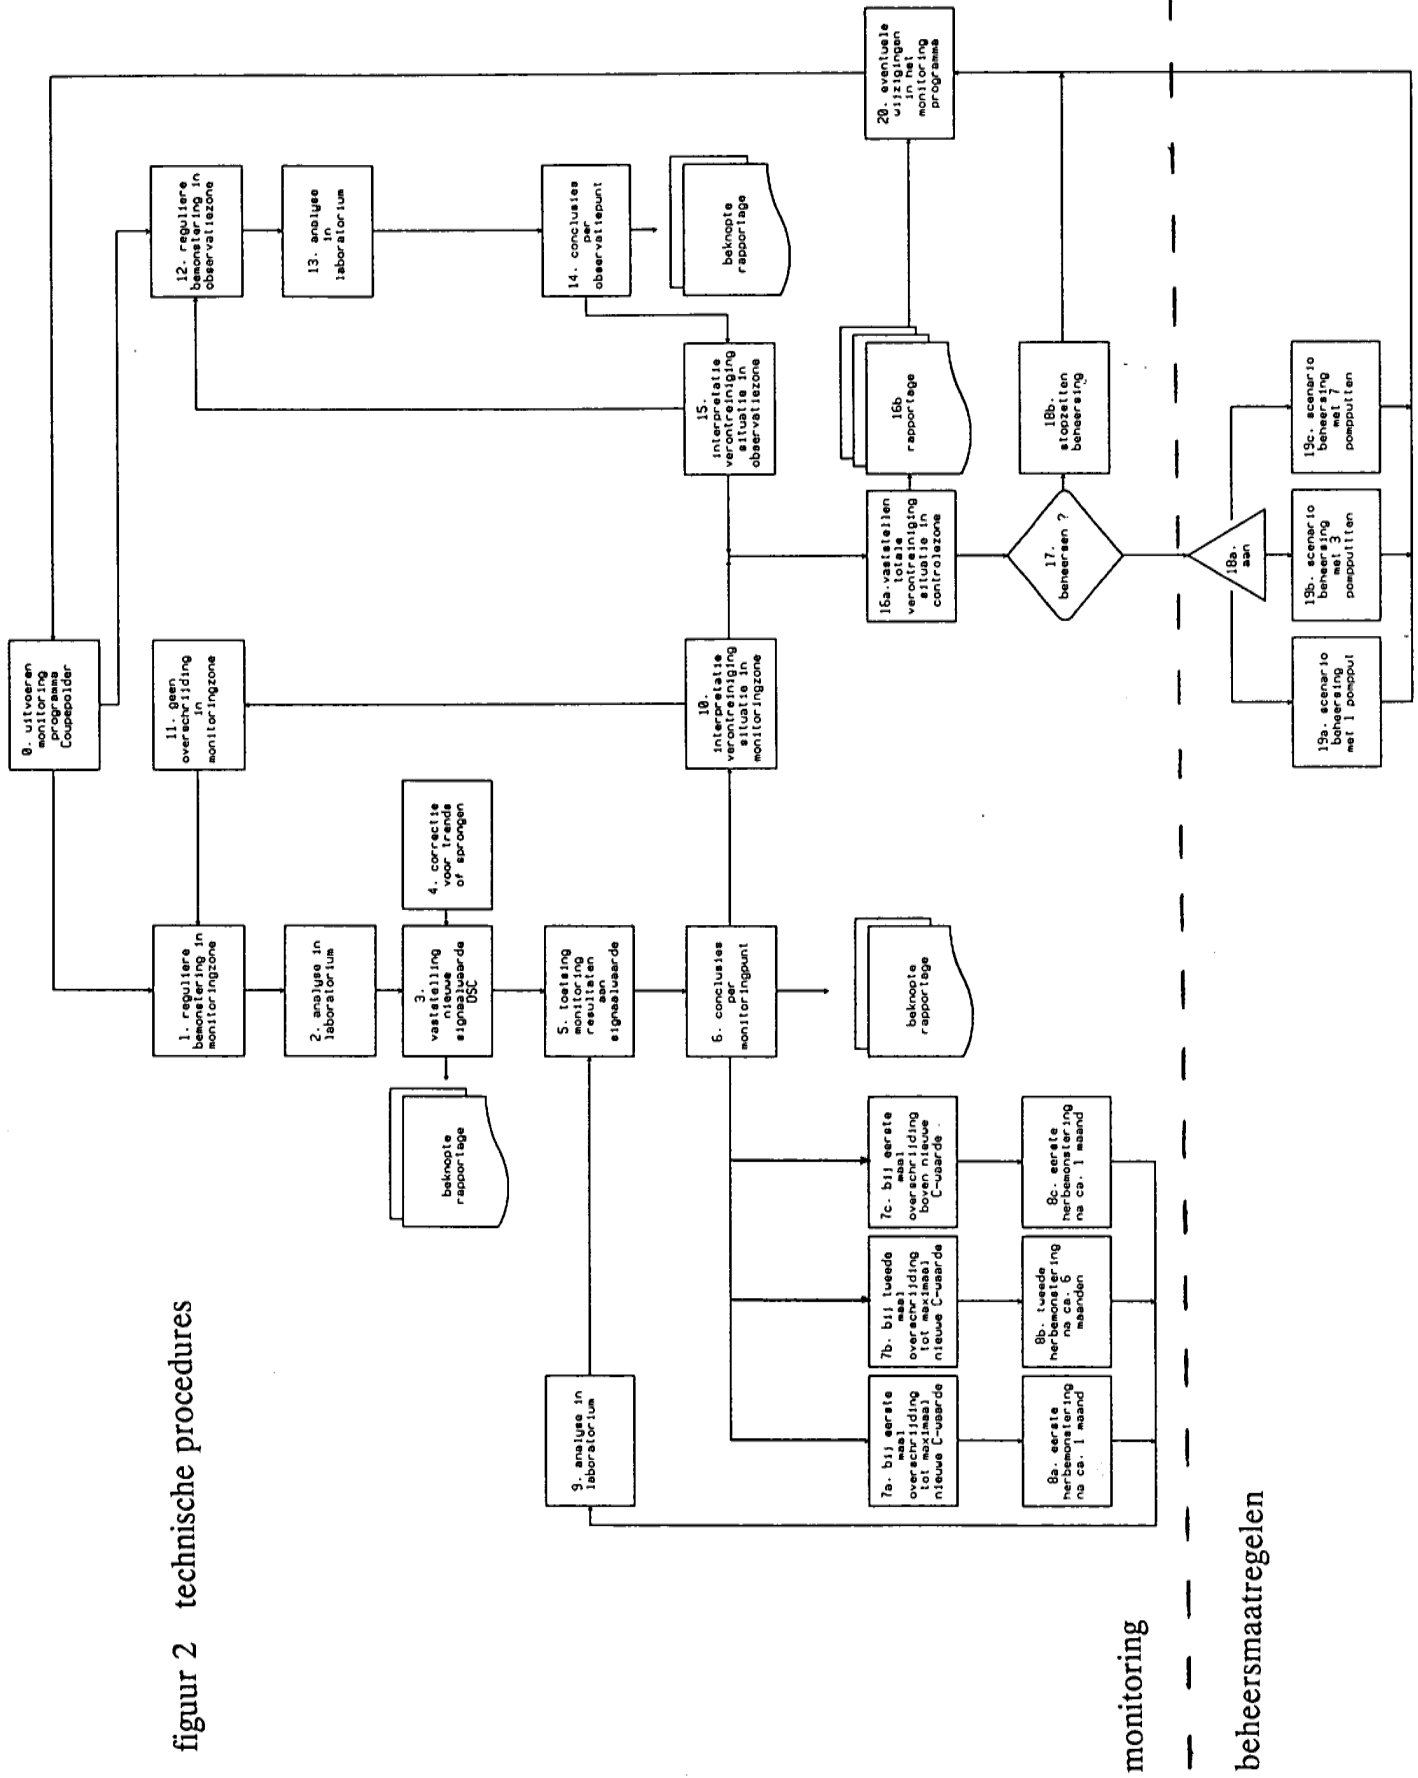 figuur 2 technische procedures
0. uitvoeren
monitoring
programma
Coupepolder
1. reguliere
bemonstering in
monitoringzone
11. geen
overschrijding
in
monitoringzone
12. reguliere
bemonstering in
observatiezone
2. analyse in
laboratorium
13. analyse
in
laboratorium
beknopte
rapportage
3.
vaststelling
nieuwe
signaalwaarde
DSC
4. correctie
voor trends
of sprongen
9. analyse in
laboratorium
5. toetsing
monitoring
resultaten
aan
signaalwaarde
14. conclusies
per
observatiepunt
6. conclusies
per
monitoringpunt
10.
interpretatie
verontreiniging
situatie in
monitoringzone
15.
interpretatie
verontreiniging
situatie in
observatiezone
beknopte
rapportage
7a. bij eerste
maal
overschrijding
tot maximaal
nieuwe C-waarde
7b. bij tweede
maal
overschrijding
tot maximaal
nieuwe C-waarde
7c. bij eerste
maal
overschrijding
boven nieuwe
C-waarde
beknopte
rapportage
16a.vaststellen
totale
verontreiniging
situatie in
controlezone
16b
rapportage
20. eventuele
wijzigingen
in het
monitoring
programma
8a. eerste
herbemonstering
na ca. 1 maand
8b. tweede
herbemonstering
na ca. 6
maanden
8c. eerste
herbemonstering
na ca. 1 maand
17.
beheersen ?
18b.
stopzetten
beheersing
monitoring
beheersmaatregelen
18a.
aan
19a. scenario
beheersing
met 1 pompput
19b. scenario
beheersing
met 3
pompputtten
19c. scenario
beheersing
met 7
pompputten